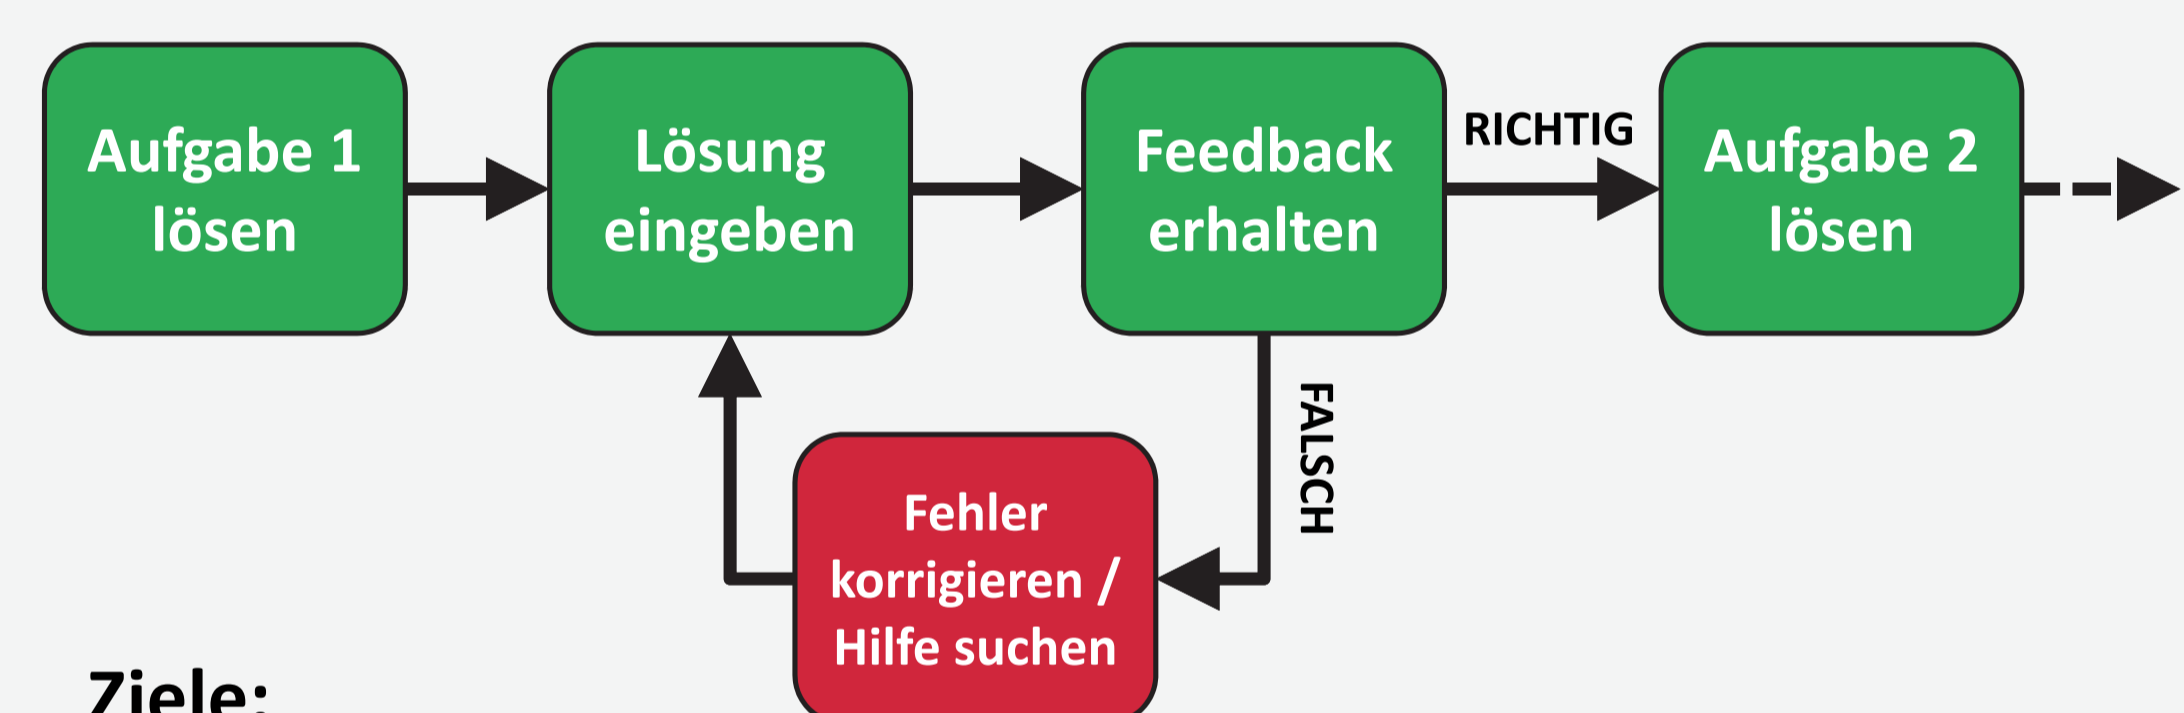 Aufgabe 1
lösen
Lösung
eingeben
Feedback
erhalten
RICHTIG
Aufgabe 2
lösen
FALSCH
Fehler
korrigieren /
Hilfe suchen
Ziele: